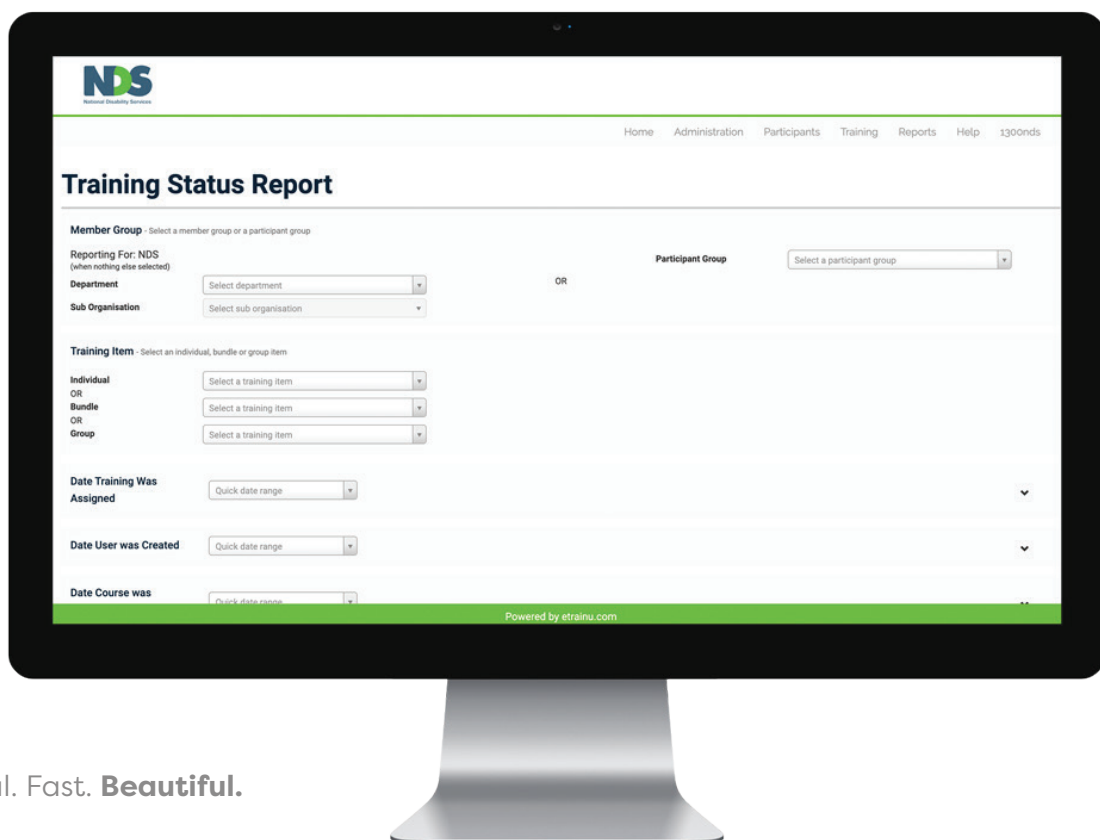 NDS
National Disability Services
Home Administration Participants Training Reports Help 1300nds
Training Status Report
Member Group - Select a member group or a participant group
Reporting For: NDS
(when nothing else selected)
Participant Group Select a participant group
OR
Department Select department
Sub Organisation Select sub organisation
Training Item - Select an individual, bundle or group item
Individual Select a training item
OR
Bundle Select a training item
OR
Group Select a training item
Date Training Was
Assigned
Quick date range
Date User was Created Quick date range
Date Course was
Quick date range
Powered by etrainu.com
Fast. Beautiful.